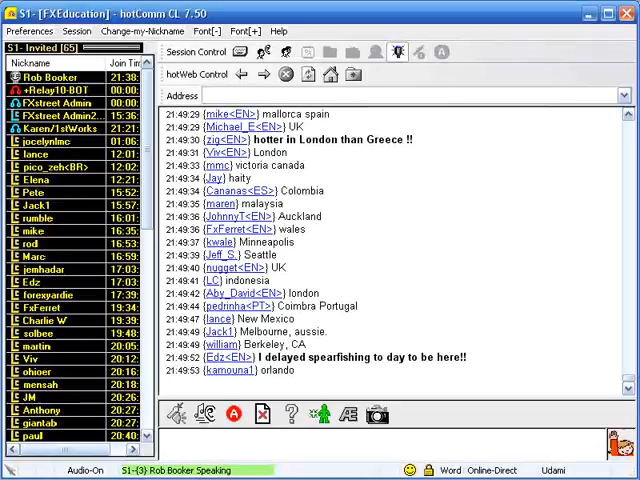 S1- [FXEducation] - hotComm CL 7.50
Preferences Session Change-my-Nickname Font[-] Font[+] Help
S1- Invited [65]
Session Control
Nickname Join Tim
hotWeb Control
Address
Rob Booker 21:38:
+Relay10-BOT 00:00:
FXstreet Admin 00:00:
FXstreet Admin2... 15:36:
Karen/1stWorks 21:21:
jocelynlmc 12:00:
lance 12:02:
pico_zeh<BR> 12:02:
Elena 14:44:
Pete 15:52:
Jack1 15:59:
rumble 16:01:
mike 16:51:
rod 16:53:
Marc 16:59:
jemhadar 17:03:
Edz 17:03:
forexyardie 17:03:
FxFerret 19:34:
Charlie W 19:43:
solbee 19:48:
martin 20:05:
Viv 20:14:
ohioer 20:16:
mensah 20:18:
JM 20:27:
Anthony 20:27:
giantab 20:27:
paul 20:40:
21:49:29 {mike<EN>} mallorca spain
21:49:29 {Michael_E<EN>} UK
21:49:30 {zig<EN>} hotter in London than Greece !!
21:49:31 {Viv<EN>} London
21:49:33 {mmc} victoria canada
21:49:34 {Jay} haity
21:49:34 {Cananas<ES>} Colombia
21:49:35 {maren} malaysia
21:49:36 {JohnnyT<EN>} Auckland
21:49:36 {FxFerret<EN>} wales
21:49:37 {kwale} Minneapolis
21:49:39 {Jeff_S.} Seattle
21:49:40 {nugget<EN>} UK
21:49:41 {LC} indonesia
21:49:42 {Aby_David<EN>} london
21:49:44 {pedrinha<PT>} Coimbra Portugal
21:49:47 {lance} New Mexico
21:49:49 {Jack1} Melbourne, aussie.
21:49:49 {william} Berkeley, CA
21:49:52 {Edz<EN>} I delayed spearfishing to day to be here!!
21:49:53 {kamouna1} orlando
Audio-On S1-{3} Rob Booker Speaking Word Online-Direct Udami